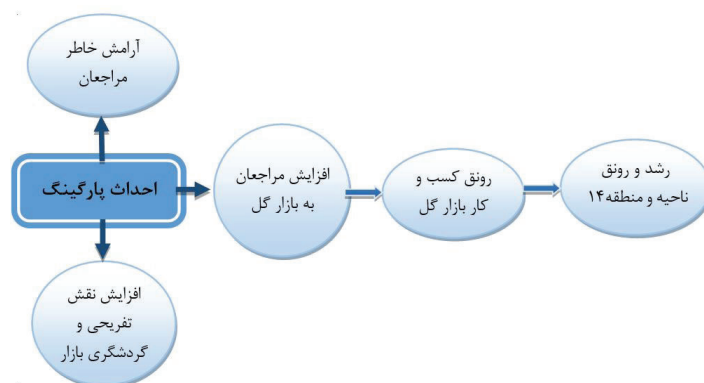 آرامش خاطر
مراجعان
احداث پارگینگ
افزایش مراجعان
به بازار گل
رونق کسب و
کار بازار گل
رشد و رونق
ناحیه و منطقه۱۴
افزایش نقش
تفریحی و
گردشگری بازار